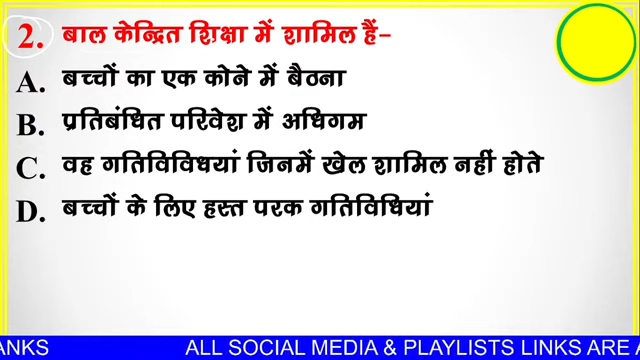 2. बाल केन्द्रित शिक्षा में शामिल हैं-
A. बच्चों का एक कोने में बैठना
B. प्रतिबंधित परिवेश में अधिगम
C. वह गतिविविधयां जिनमें खेल शामिल नहीं होते
D. बच्चों के लिए हस्त परक गतिविधियां
ANKS ALL SOCIAL MEDIA & PLAYLISTS LINKS ARE A